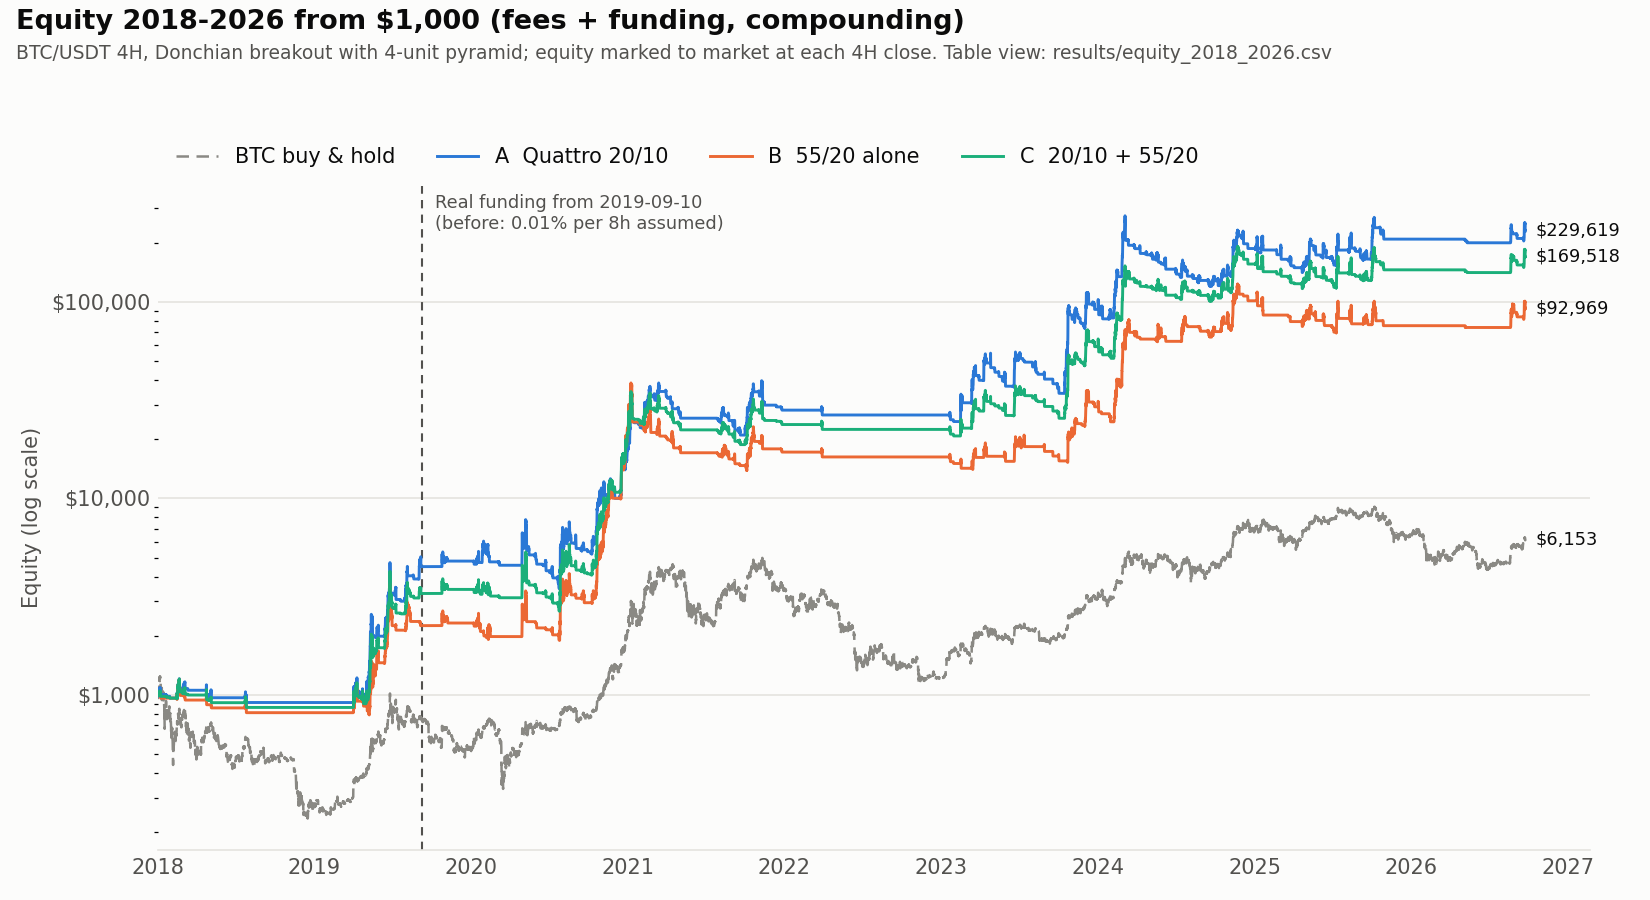 Equity 2018-2026 from $1,000 (fees + funding, compounding)
BTC/USDT 4H, Donchian breakout with 4-unit pyramid; equity marked to market at each 4H close. Table view: results/equity_2018_2026.csv
BTC buy & hold
A  Quattro 20/10
B  55/20 alone
C  20/10 + 55/20
Real funding from 2019-09-10
(before: 0.01% per 8h assumed)
$229,619
$169,518
$92,969
$6,153
Equity (log scale)
$100,000
$10,000
$1,000
2018
2019
2020
2021
2022
2023
2024
2025
2026
2027